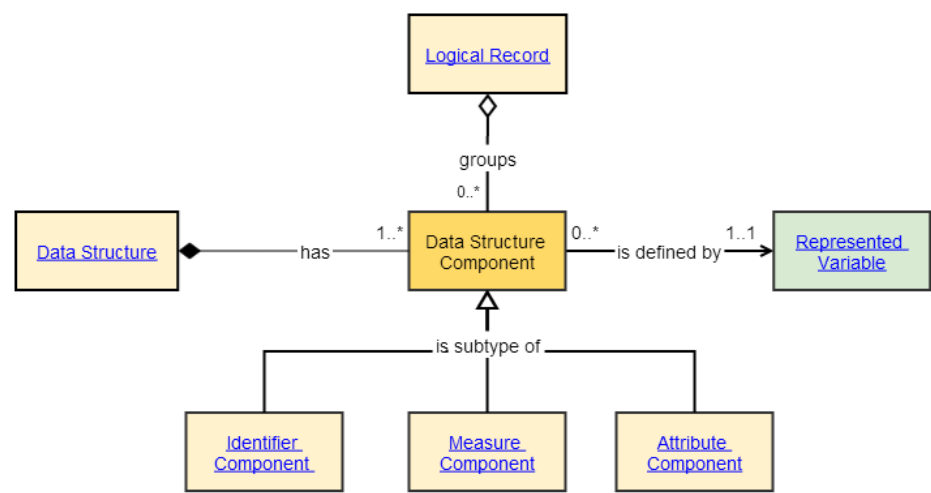 Logical Record
groups
0..*
Data Structure
has
1..*
Data Structure
Component
0..*
is defined by
1..1
Represented
Variable
is subtype of
Identifier
Component
Measure
Component
Attribute
Component